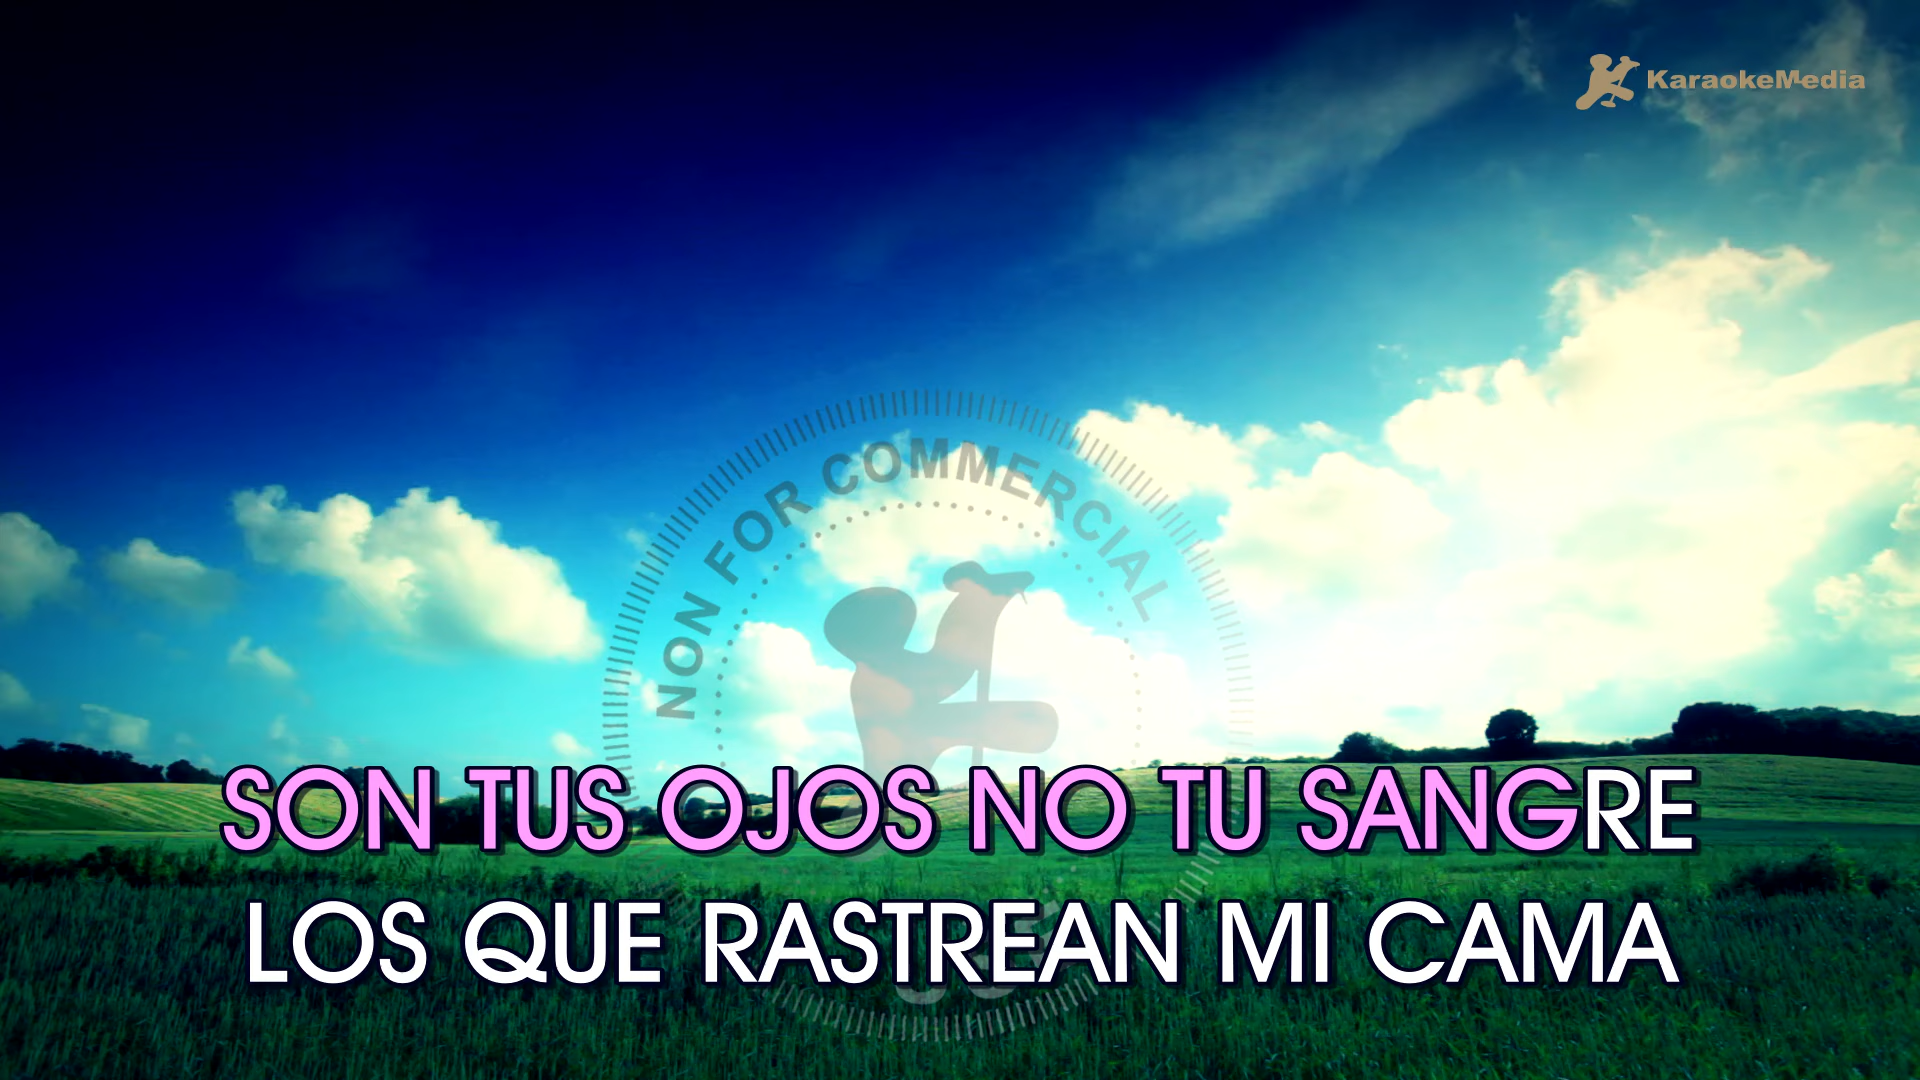 KaraokeMedia
NON FOR COMMERCIAL
SON TUS OJOS NO TU SANGRE
LOS QUE RASTREAN MI CAMA